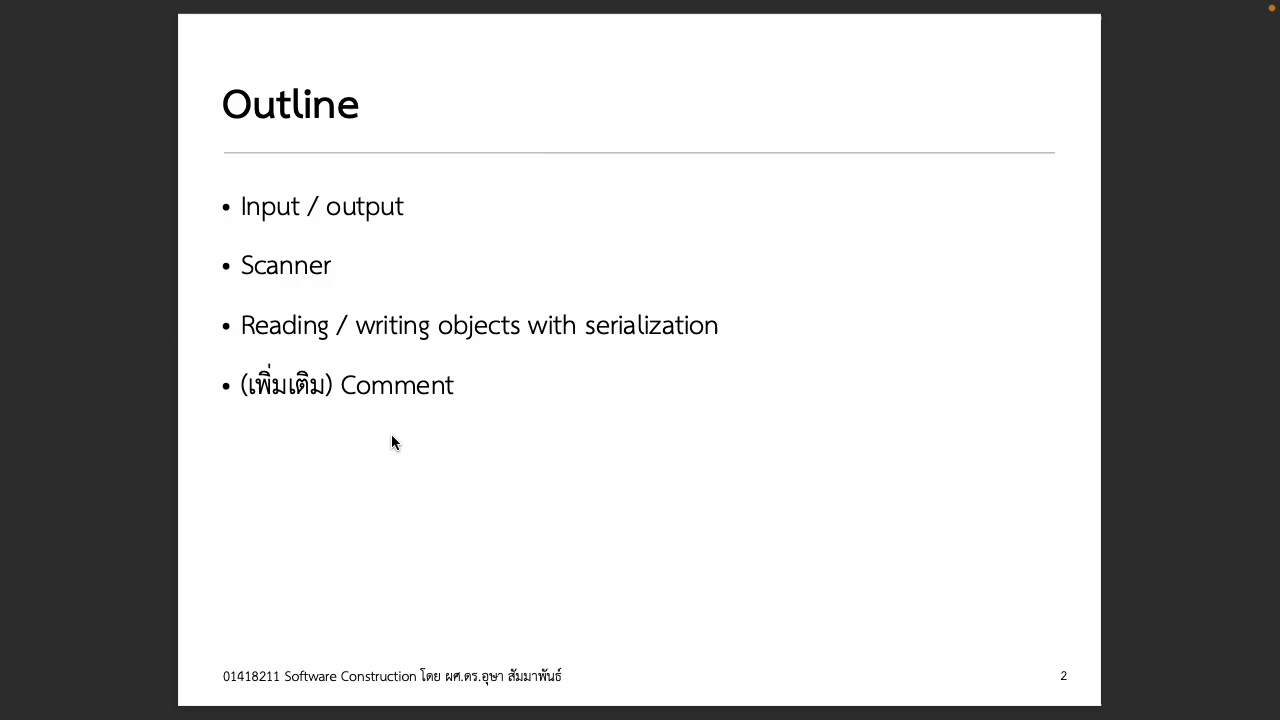 Outline
• Input / output
• Scanner
• Reading / writing objects with serialization
• (เพิ่มเติม) Comment
01418211 Software Construction โดย ผศ.ดร.อุษา สัมมาพันธ์
2